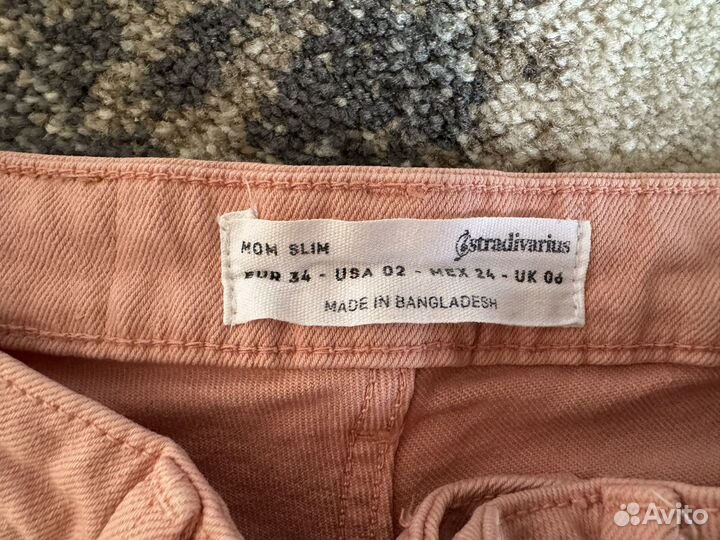 MOM SLIM stradivarius
EUR 34 - USA 02 - MEX 24 - UK 06
MADE IN BANGLADESH
Avito